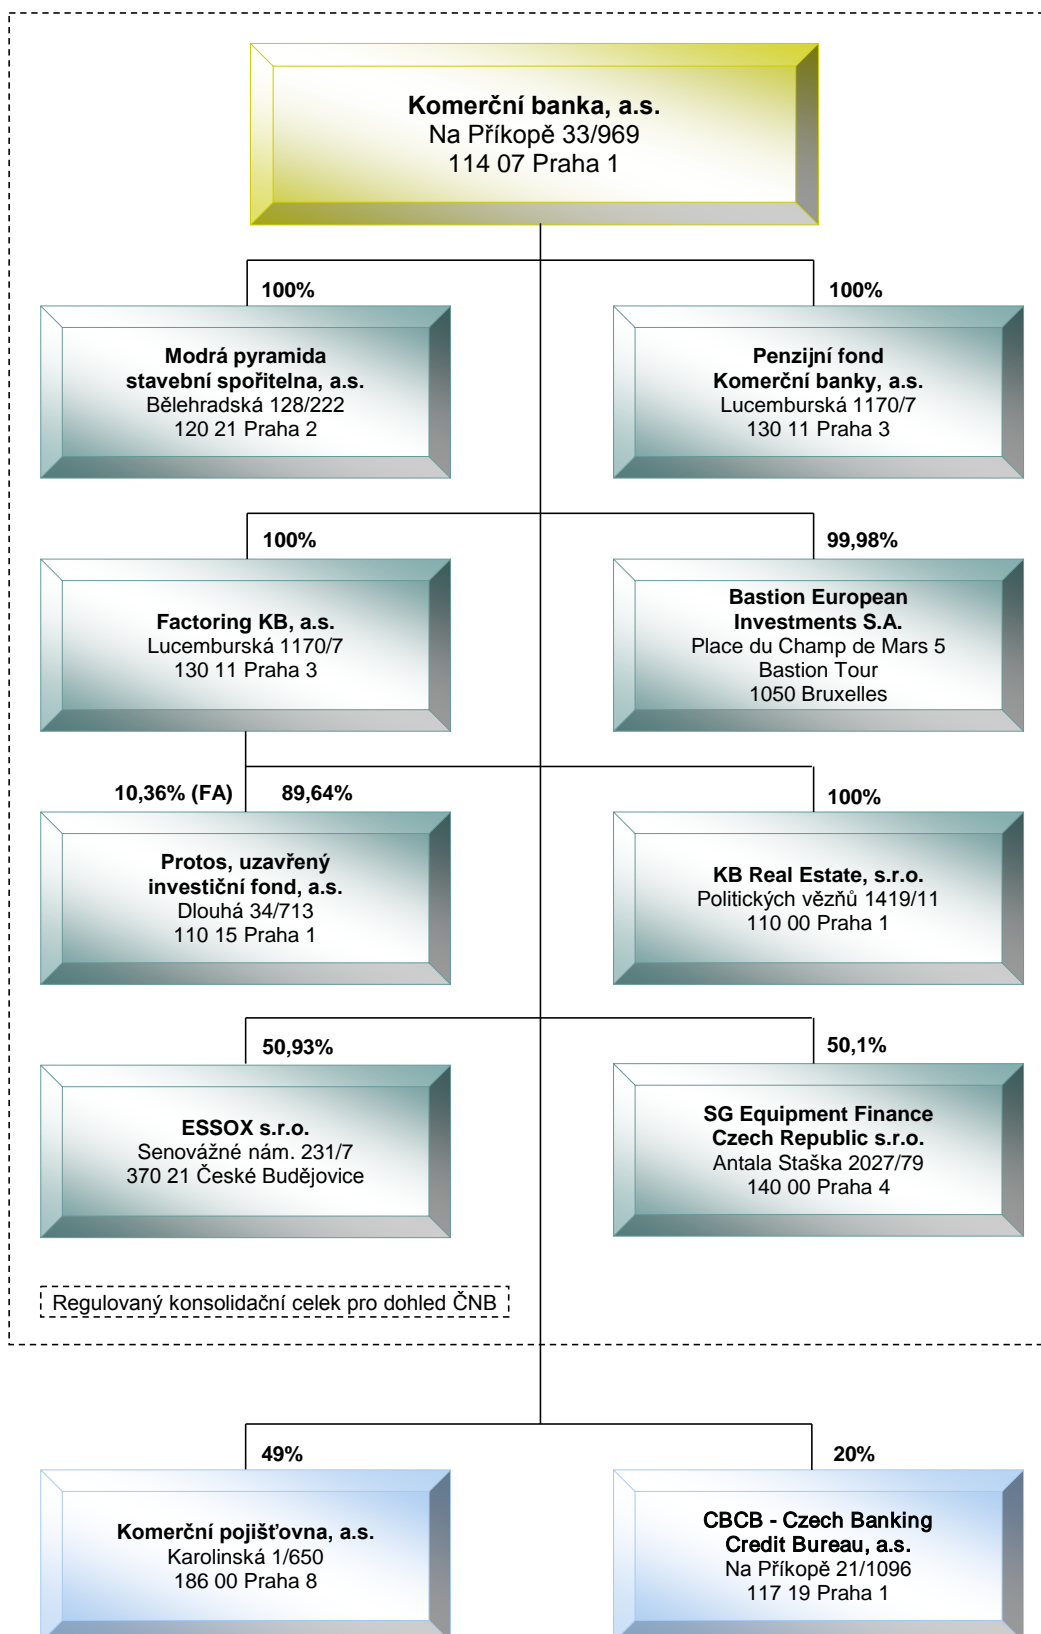 Komerční banka, a.s.
Na Příkopě 33/969
114 07 Praha 1
100%
Modrá pyramida
stavební spořitelna, a.s.
Bělehradská 128/222
120 21 Praha 2
100%
Penzijní fond
Komerční banky, a.s.
Lucemburská 1170/7
130 11 Praha 3
100%
Factoring KB, a.s.
Lucemburská 1170/7
130 11 Praha 3
99,98%
Bastion European
Investments S.A.
Place du Champ de Mars 5
Bastion Tour
1050 Bruxelles
10,36% (FA) 89,64%
Protos, uzavřený
investiční fond, a.s.
Dlouhá 34/713
110 15 Praha 1
100%
KB Real Estate, s.r.o.
Politických vězňů 1419/11
110 00 Praha 1
50,93%
ESSOX s.r.o.
Senovážné nám. 231/7
370 21 České Budějovice
50,1%
SG Equipment Finance
Czech Republic s.r.o.
Antala Staška 2027/79
140 00 Praha 4
Regulovaný konsolidační celek pro dohled ČNB
49%
Komerční pojišťovna, a.s.
Karolinská 1/650
186 00 Praha 8
20%
CBCB - Czech Banking
Credit Bureau, a.s.
Na Příkopě 21/1096
117 19 Praha 1